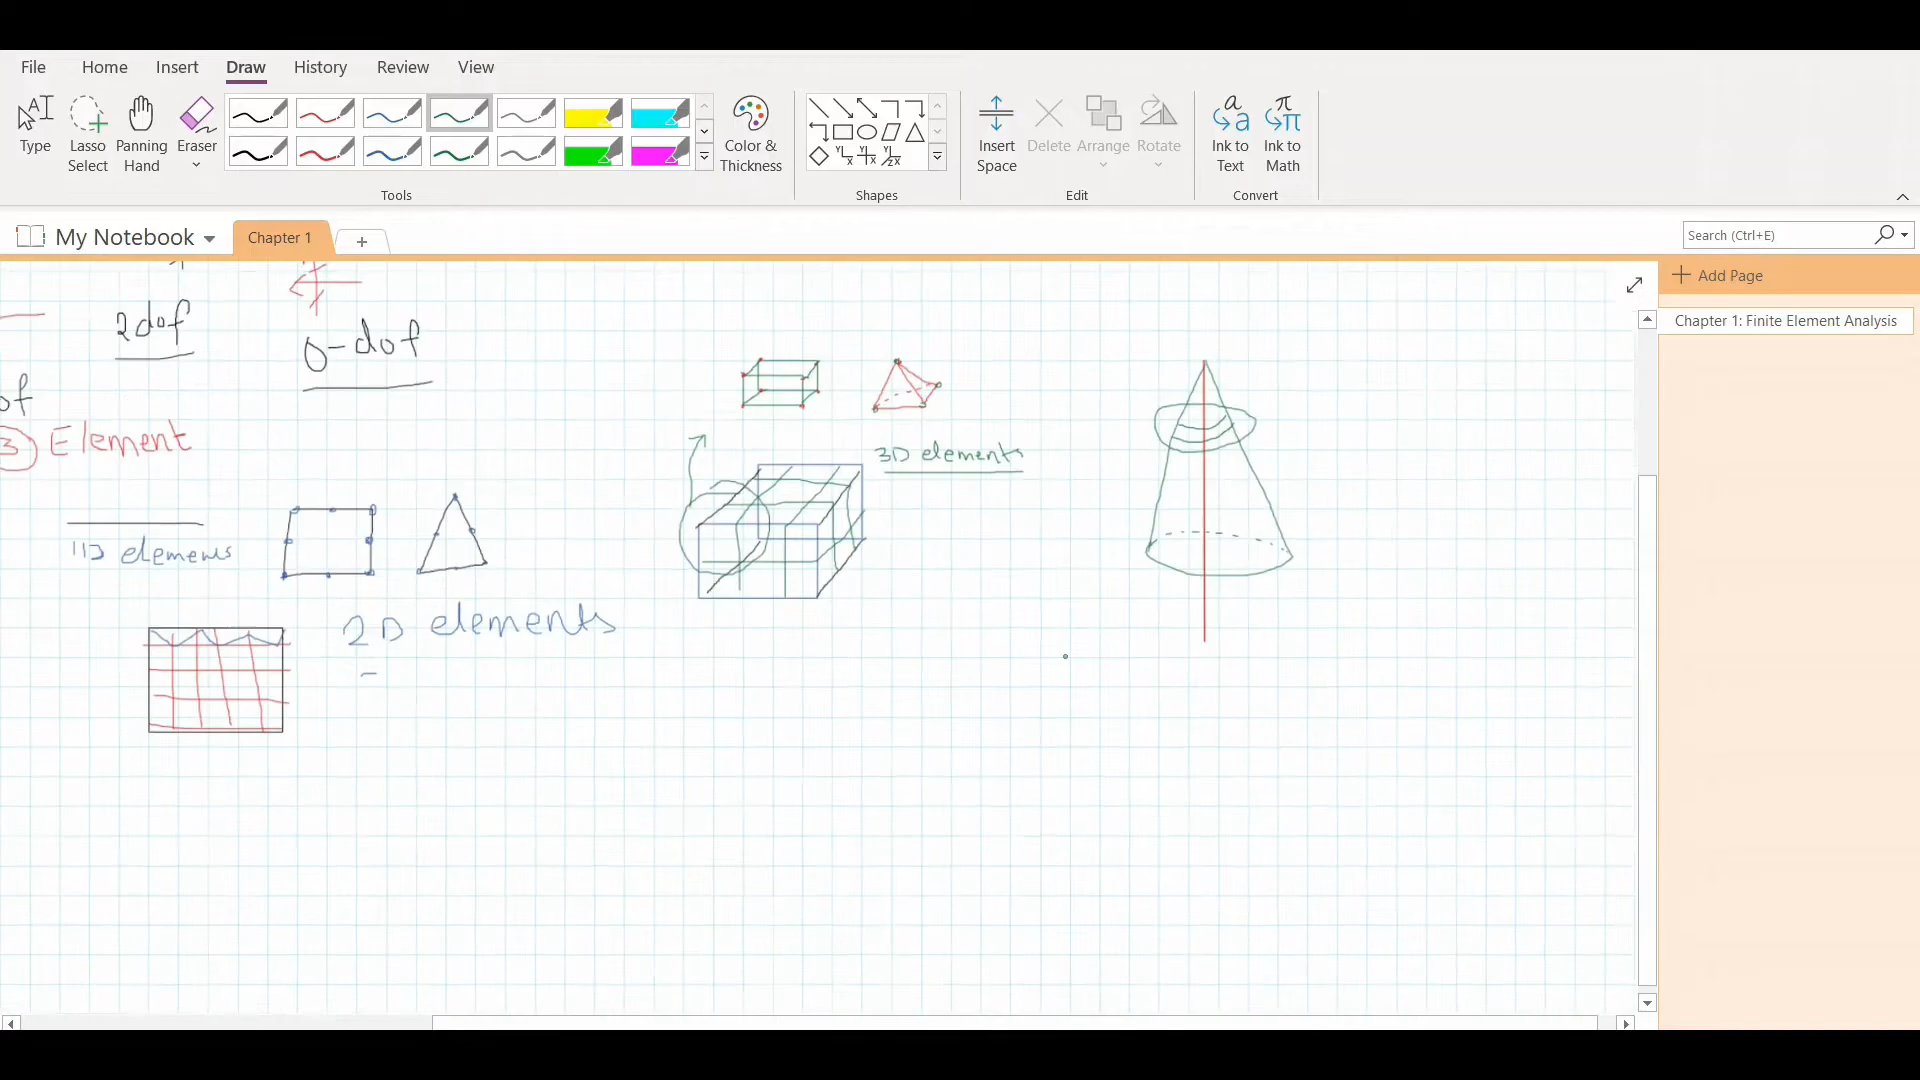 File Home Insert Draw History Review View
Type
Lasso Select
Panning Hand
Eraser
Color & Thickness
Insert Space
Delete
Arrange
Rotate
Ink to Text
Ink to Math
Tools
Shapes
Edit
Convert
My Notebook
Chapter 1
Search (Ctrl+E)
Add Page
Chapter 1: Finite Element Analysis
2dof
0-dof
of
3 Element
3D elements
1D elements
2D elements